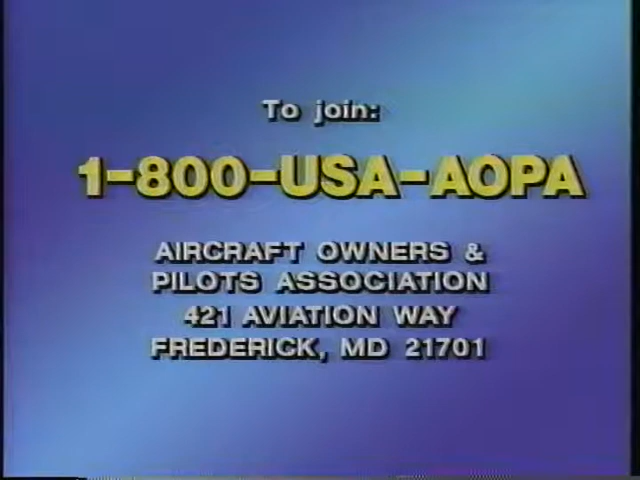 To join:
1-800-USA-AOPA
AIRCRAFT OWNERS &
PILOTS ASSOCIATION
421 AVIATION WAY
FREDERICK, MD 21701